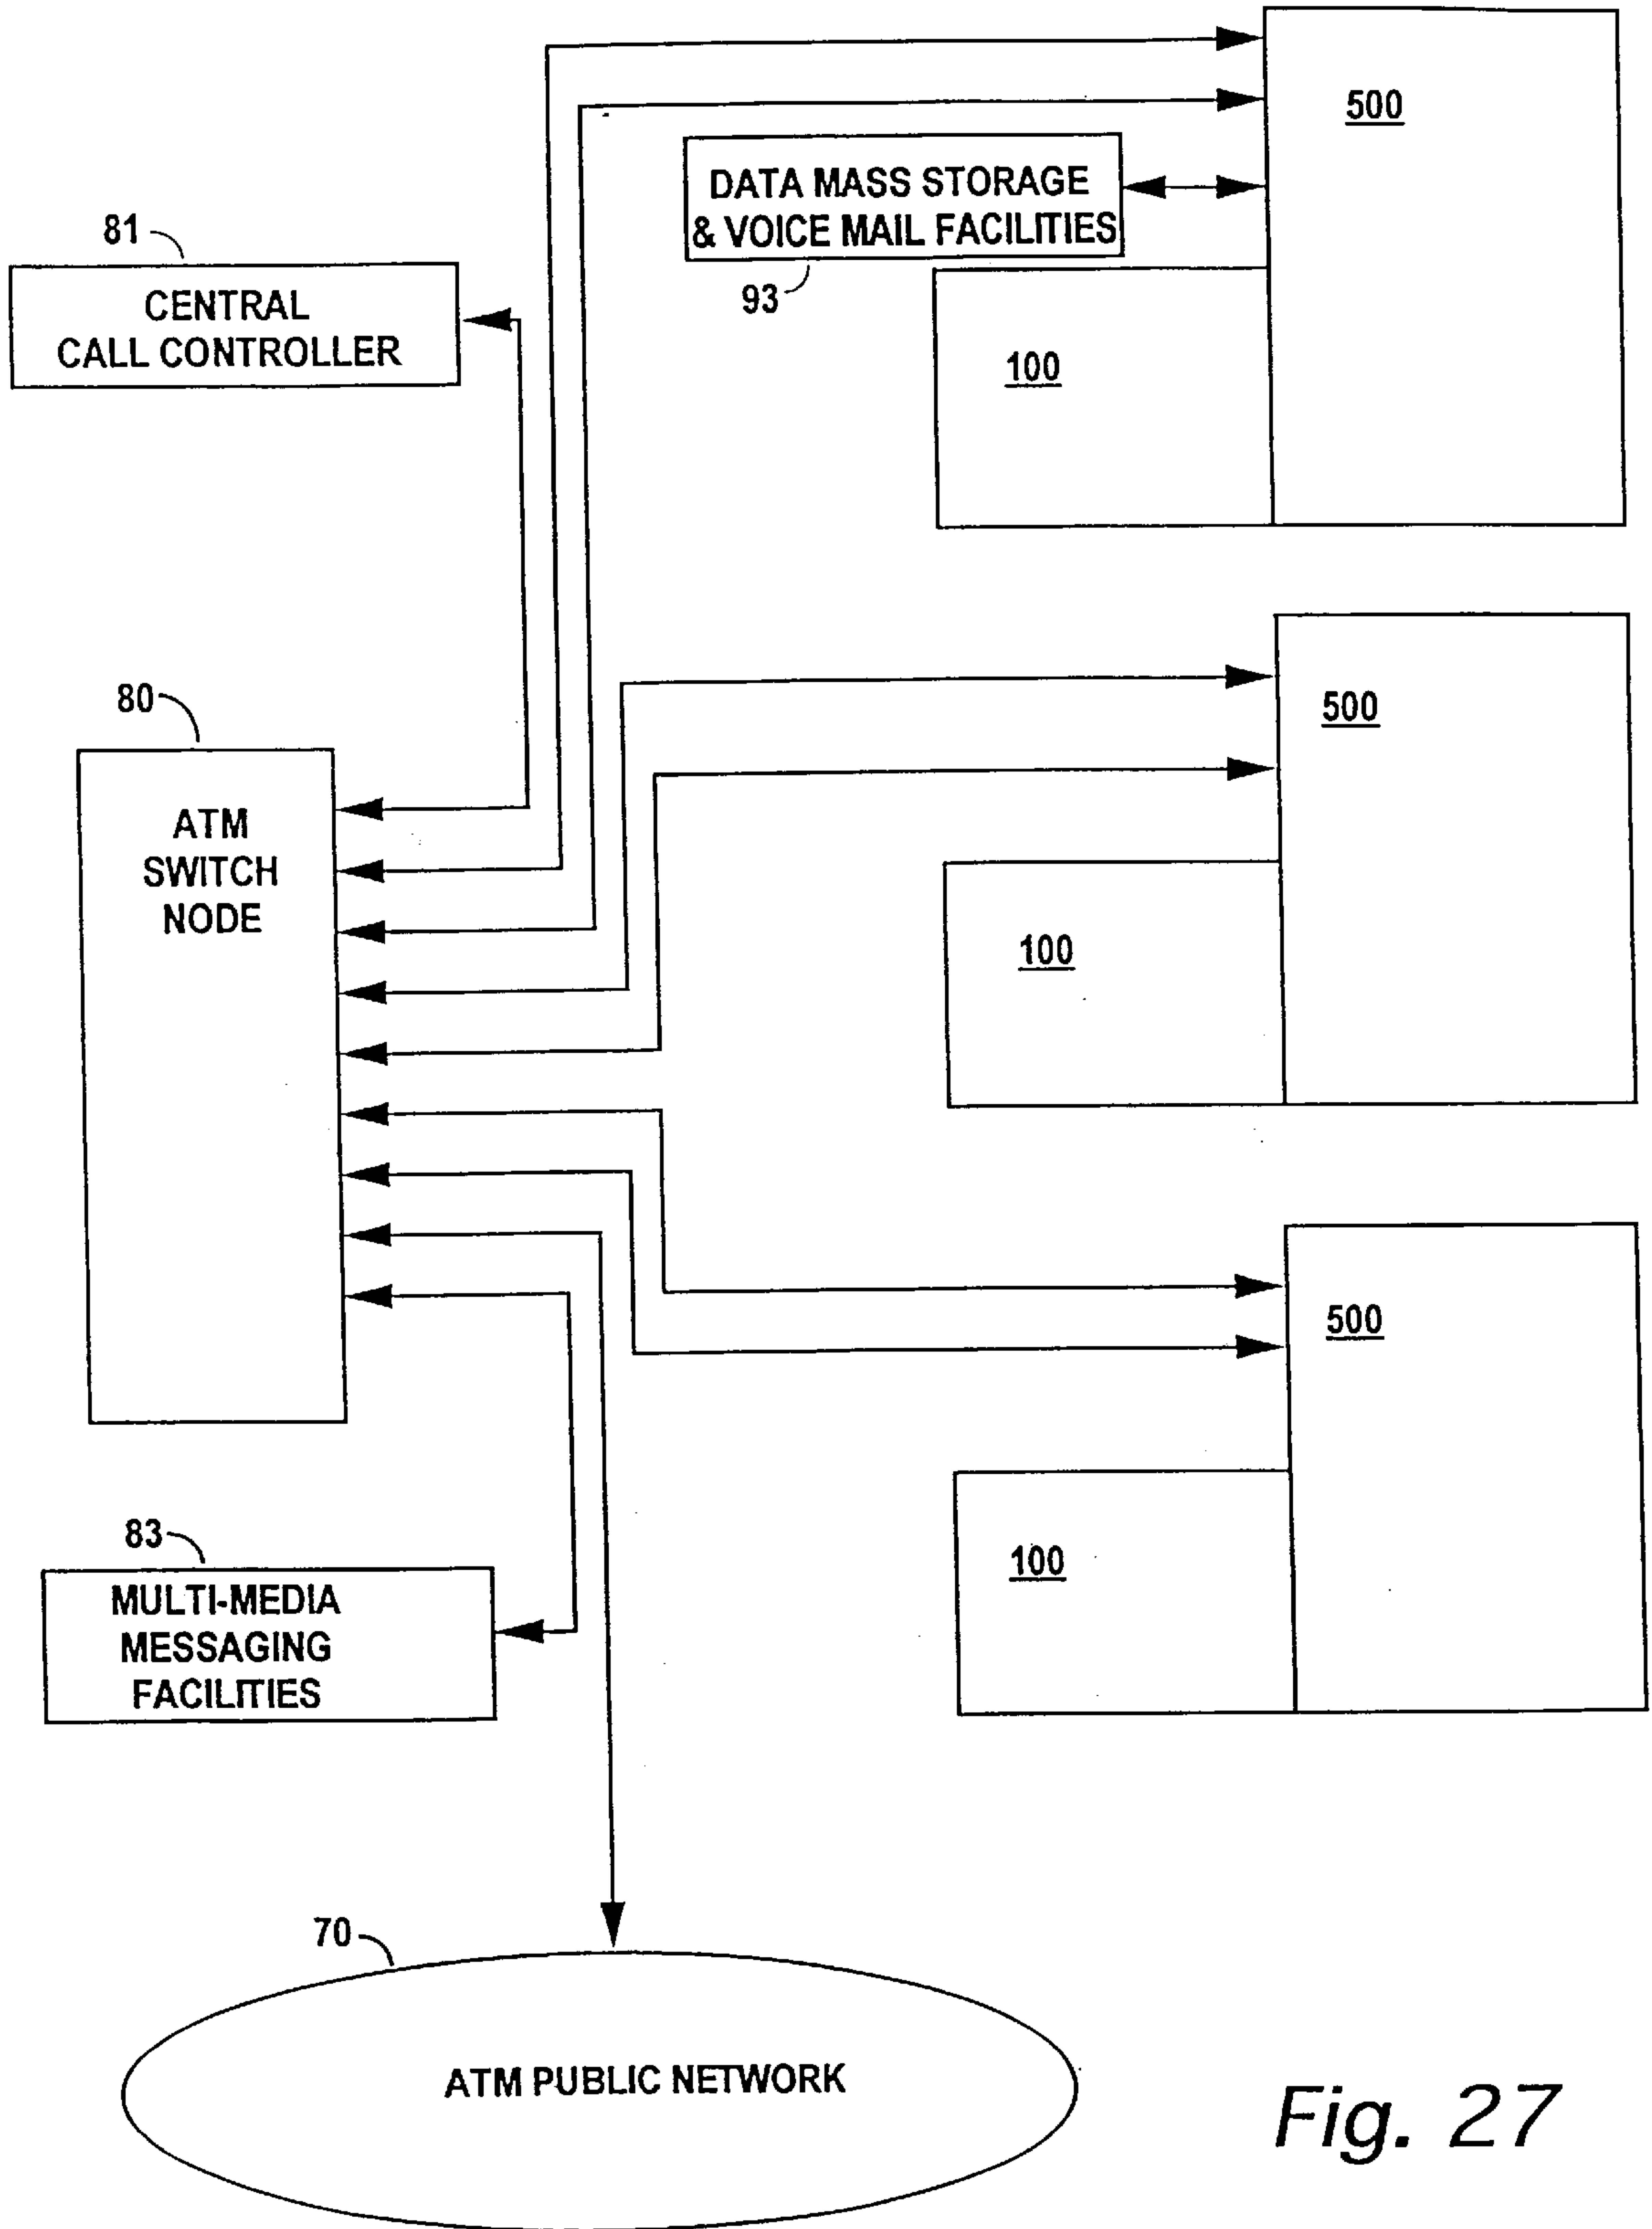 500
DATA MASS STORAGE
& VOICE MAIL FACILITIES
93
81
CENTRAL
CALL CONTROLLER
100
80
ATM
SWITCH
NODE
500
100
500
100
83
MULTI-MEDIA
MESSAGING
FACILITIES
70
ATM PUBLIC NETWORK
Fig. 27